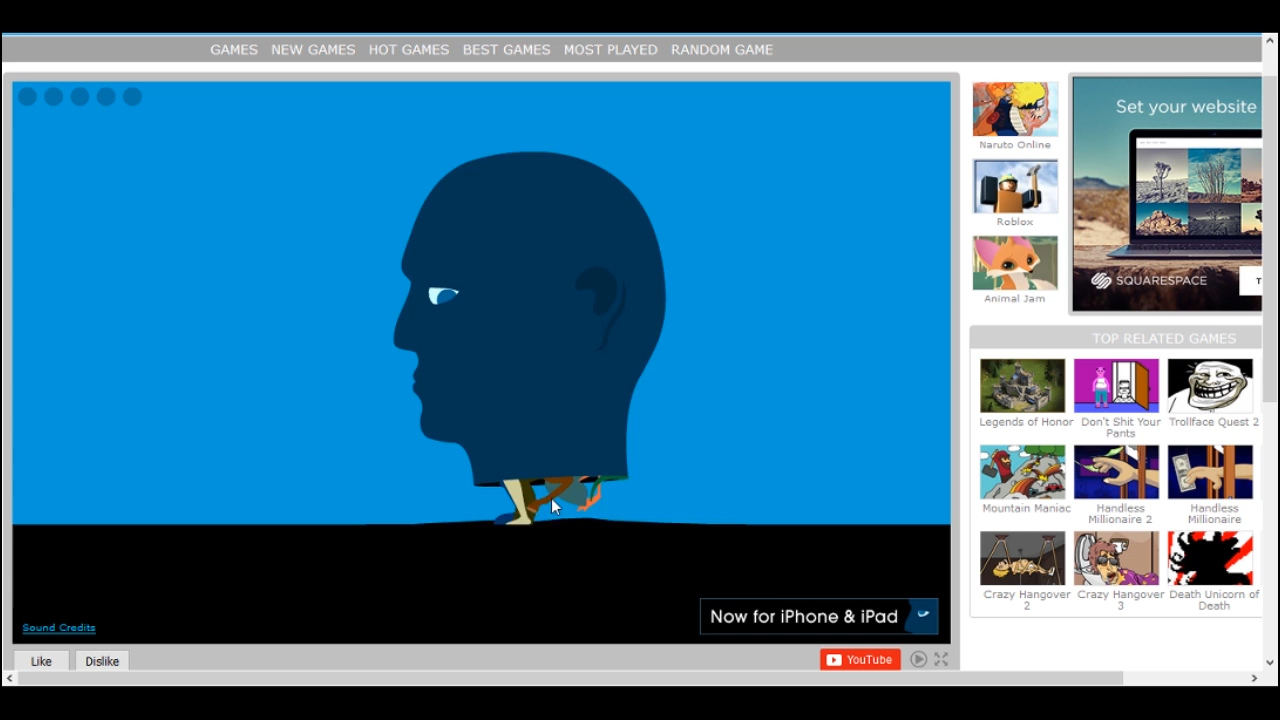 GAMES NEW GAMES HOT GAMES BEST GAMES MOST PLAYED RANDOM GAME
Naruto Online
Roblox
Animal Jam
Set your website
SQUARESPACE
T
TOP RELATED GAMES
Legends of Honor
Don't Shit Your
Pants
Trollface Quest 2
Mountain Maniac
Handless
Millionaire 2
Handless
Millionaire
Crazy Hangover
2
Crazy Hangover
3
Death Unicorn of
Death
Now for iPhone & iPad
Sound Credits
Like
Dislike
YouTube